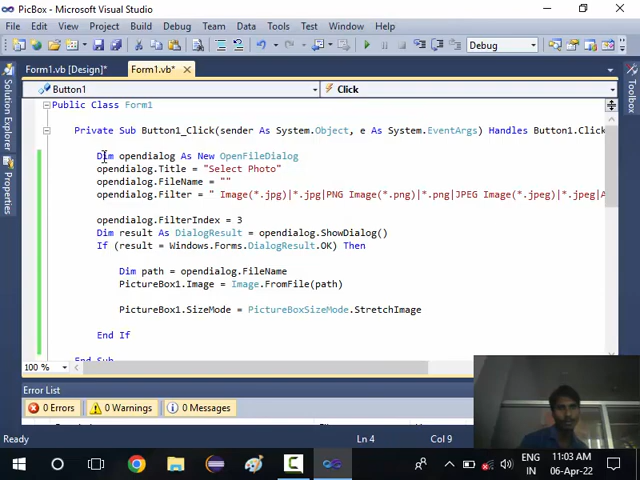 PicBox - Microsoft Visual Studio
File Edit View Project Build Debug Team Data Tools Test Window Help
Debug
Form1.vb [Design]* Form1.vb*
Button1 Click
Solution Explorer
Properties
Toolbox
Public Class Form1
Private Sub Button1_Click(sender As System.Object, e As System.EventArgs) Handles Button1.Click
Dim opendialog As New OpenFileDialog
opendialog.Title = "Select Photo"
opendialog.FileName = ""
opendialog.Filter = " Image(*.jpg)|*.jpg|PNG Image(*.png)|*.png|JPEG Image(*.jpeg)|*.jpeg|A
opendialog.FilterIndex = 3
Dim result As DialogResult = opendialog.ShowDialog()
If (result = Windows.Forms.DialogResult.OK) Then
Dim path = opendialog.FileName
PictureBox1.Image = Image.FromFile(path)
PictureBox1.SizeMode = PictureBoxSizeMode.StretchImage
End If
End Sub
100 %
Error List
0 Errors 0 Warnings 0 Messages
Ready Ln 4 Col 9
ENG 11:03 AM
IN 06-Apr-22